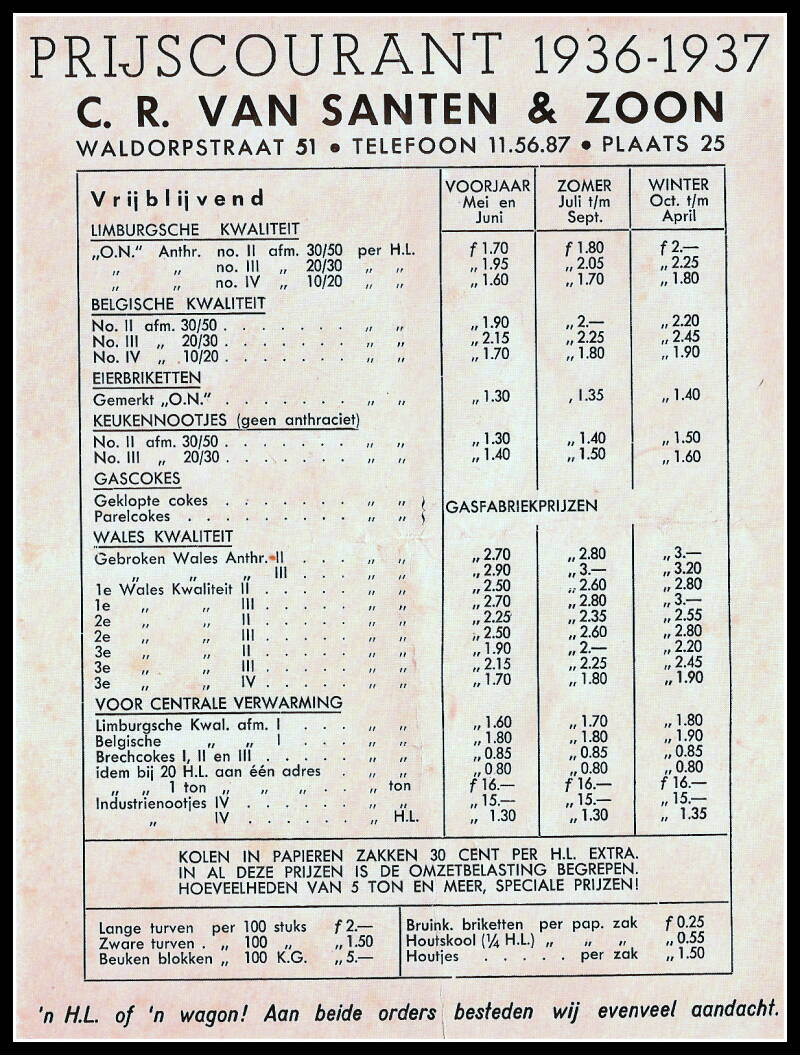 PRIJSCOURANT 1936-1937
C. R. VAN SANTEN & ZOON
WALDORPSTRAAT 51 • TELEFOON 11.56.87 • PLAATS 25
Vrijblijvend VOORJAAR Mei en Juni ZOMER Juli t/m Sept. WINTER Oct. t/m April
LIMBURGSCHE KWALITEIT
„O.N." Anthr. no. II afm. 30/50 per H.L. f 1.70 f 1.80 f 2.—
„ „ no. III „ 20/30 „ „ „ 1.95 „ 2.05 „ 2.25
„ „ no. IV „ 10/20 „ „ „ 1.60 „ 1.70 „ 1.80
BELGISCHE KWALITEIT
No. II afm. 30/50 . . . . . . . „ „ „ 1.90 „ 2.— „ 2.20
No. III „ 20/30 . . . . . . . „ „ „ 2.15 „ 2.25 „ 2.45
No. IV „ 10/20 . . . . . . . „ „ „ 1.70 „ 1.80 „ 1.90
EIERBRIKETTEN
Gemerkt „O.N." . . . . . . . „ „ „ 1.30 , 1.35 „ 1.40
KEUKENNOOTJES (geen anthraciet)
No. II afm. 30/50 . . . . . . . „ „ „ 1.30 „ 1.40 „ 1.50
No. III „ 20/30 . . . . . . . „ „ „ 1.40 „ 1.50 „ 1.60
GASCOKES
Geklopte cokes . . . . . . . „ „ GASFABRIEKPRIJZEN
Parelcokes . . . . . . . . „ „
WALES KWALITEIT
Gebroken Wales Anthr. II . . . . „ „ „ 2.70 „ 2.80 „ 3.—
„ „ „ III . . . . „ „ „ 2.90 „ 3.— „ 3.20
1e Wales Kwaliteit II . . . . . „ „ „ 2.50 „ 2.60 „ 2.80
1e „ „ III . . . . . „ „ „ 2.70 „ 2.80 „ 3.—
2e „ „ II . . . . . „ „ „ 2.25 „ 2.35 „ 2.55
2e „ „ III . . . . . „ „ „ 2.50 „ 2.60 „ 2.80
3e „ „ II . . . . . „ „ „ 1.90 „ 2.— „ 2.20
3e „ „ III . . . . . „ „ „ 2.15 „ 2.25 „ 2.45
3e „ „ IV . . . . . „ „ „ 1.70 „ 1.80 „ 1.90
VOOR CENTRALE VERWARMING
Limburgsche Kwal. afm. I . . . . „ „ „ 1.60 „ 1.70 „ 1.80
Belgische „ „ I . . . . „ „ „ 1.80 „ 1.80 „ 1.90
Brechcokes I, II en III . . . . . „ „ „ 0.85 „ 0.85 „ 0.85
idem bij 20 H.L. aan één adres . „ „ „ 0.80 „ 0.80 „ 0.80
„ „ 1 ton „ „ „ . „ ton f 16.— f 16.— f 16.—
Industrienootjes IV . . . . . . „ „ „ 15.— „ 15.— „ 15.—
„ IV . . . . . . „ H.L. „ 1.30 „ 1.30 „ 1.35
KOLEN IN PAPIEREN ZAKKEN 30 CENT PER H.L. EXTRA.
IN AL DEZE PRIJZEN IS DE OMZETBELASTING BEGREPEN.
HOEVEELHEDEN VAN 5 TON EN MEER, SPECIALE PRIJZEN!
Lange turven per 100 stuks f 2.—
Zware turven . „ 100 „ „ 1.50
Beuken blokken „ 100 K.G. „ 5.—
Bruink. briketten per pap. zak f 0.25
Houtskool (¼ H.L.) „ „ „ „ 0.55
Houtjes . . . . . per zak „ 1.50
'n H.L. of 'n wagon! Aan beide orders besteden wij evenveel aandacht.